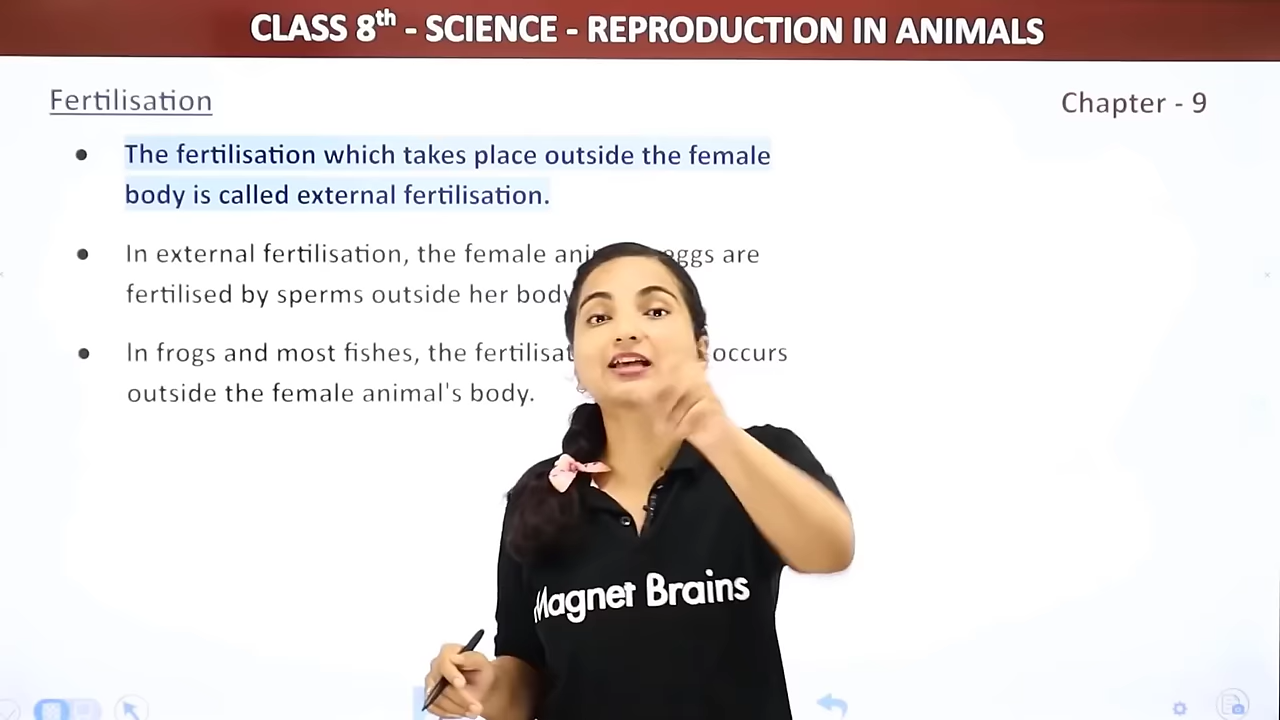 CLASS 8th - SCIENCE - REPRODUCTION IN ANIMALS
Fertilisation
Chapter - 9
The fertilisation which takes place outside the female
body is called external fertilisation.
In external fertilisation, the female eggs are
fertilised by sperms outside her body
In frogs and most fishes, the occurs
outside the female animal's body.
Magnet Brains